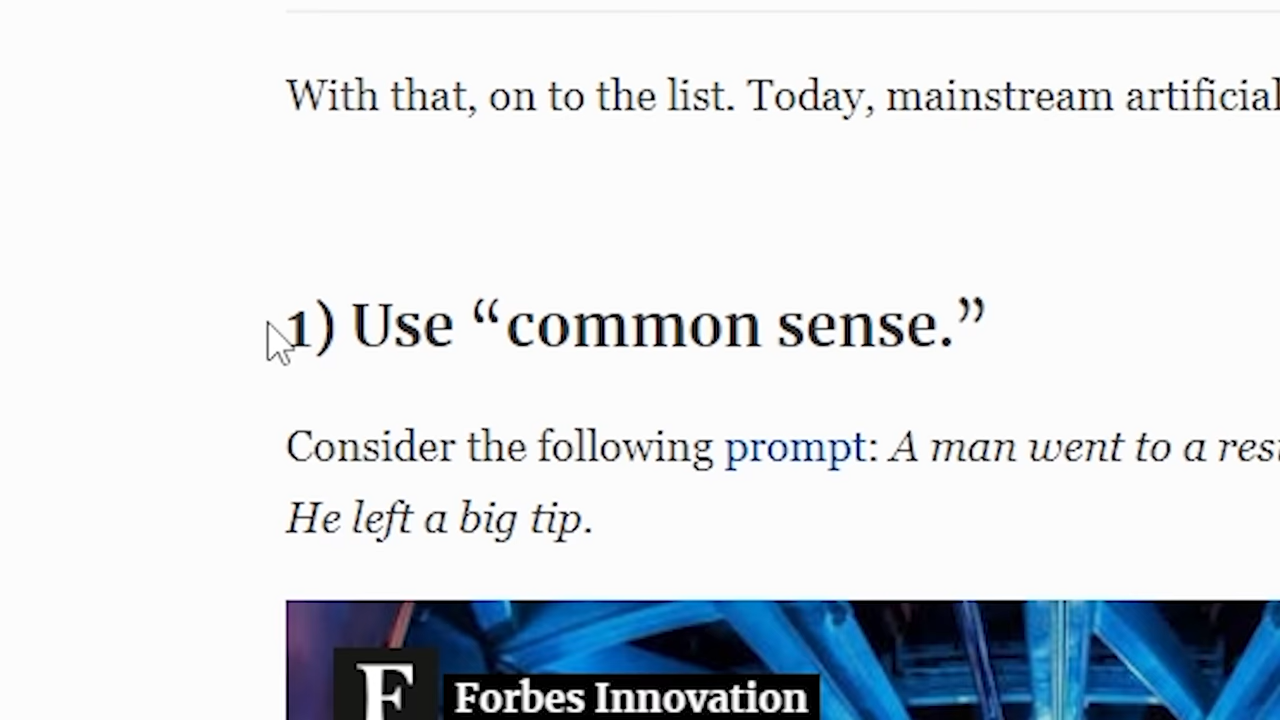 With that, on to the list. Today, mainstream artificial
1) Use “common sense.”
Consider the following prompt: A man went to a
He left a big tip.
F
Forbes Innovation